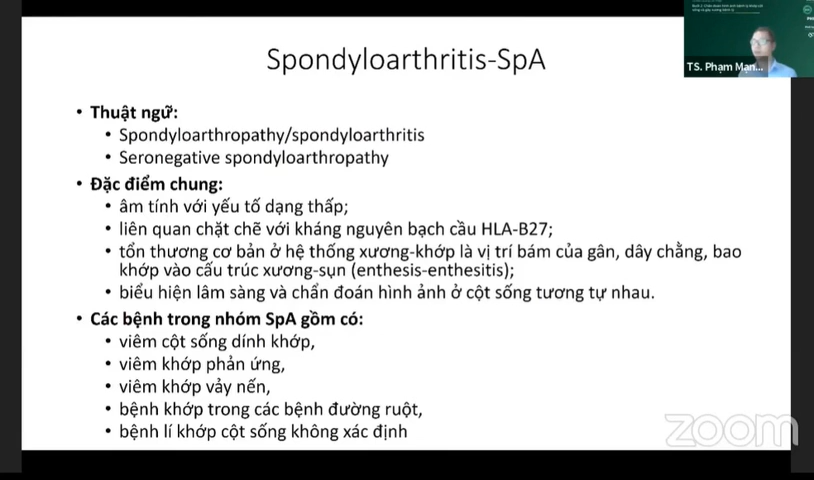 Spondyloarthritis-SpA
TS. Phạm Mạn...
• Thuật ngữ:
• Spondyloarthropathy/spondyloarthritis
• Seronegative spondyloarthropathy
• Đặc điểm chung:
• âm tính với yếu tố dạng thấp;
• liên quan chặt chẽ với kháng nguyên bạch cầu HLA-B27;
• tổn thương cơ bản ở hệ thống xương-khớp là vị trí bám của gân, dây chằng, bao
khớp vào cấu trúc xương-sụn (enthesis-enthesitis);
• biểu hiện lâm sàng và chẩn đoán hình ảnh ở cột sống tương tự nhau.
• Các bệnh trong nhóm SpA gồm có:
• viêm cột sống dính khớp,
• viêm khớp phản ứng,
• viêm khớp vảy nến,
• bệnh khớp trong các bệnh đường ruột,
• bệnh lí khớp cột sống không xác định
zoom